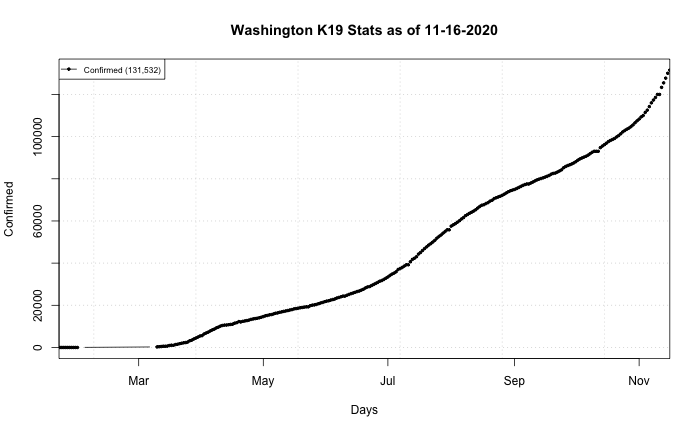 Washington K19 Stats as of 11-16-2020
Confirmed (131,532)
100000
60000
20000
0
Confirmed
Mar May Jul Sep Nov
Days